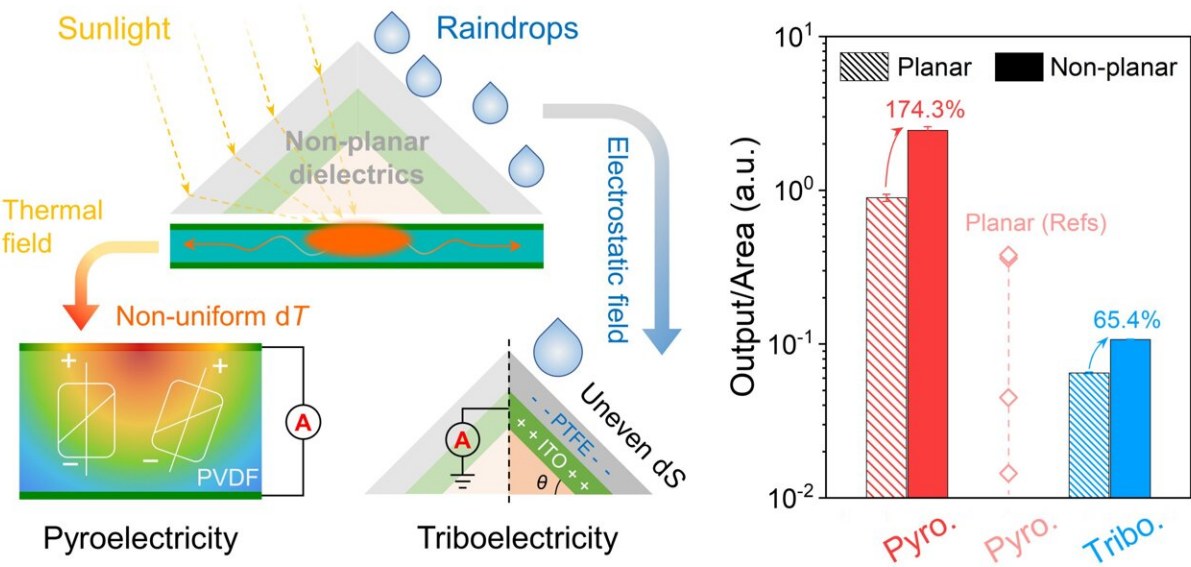 Sunlight
Raindrops
Non-planar
dielectrics
Thermal
field
Electrostatic field
Non-uniform dT
+
+
−
−
PVDF
A
Pyroelectricity
A
- - PTFE - -
+ + ITO + +
θ
Uneven dS
Triboelectricity
Output/Area (a.u.)
10¹
10⁰
10⁻¹
10⁻²
Planar
Non-planar
174.3%
Planar (Refs)
65.4%
Pyro.
Pyro.
Tribo.